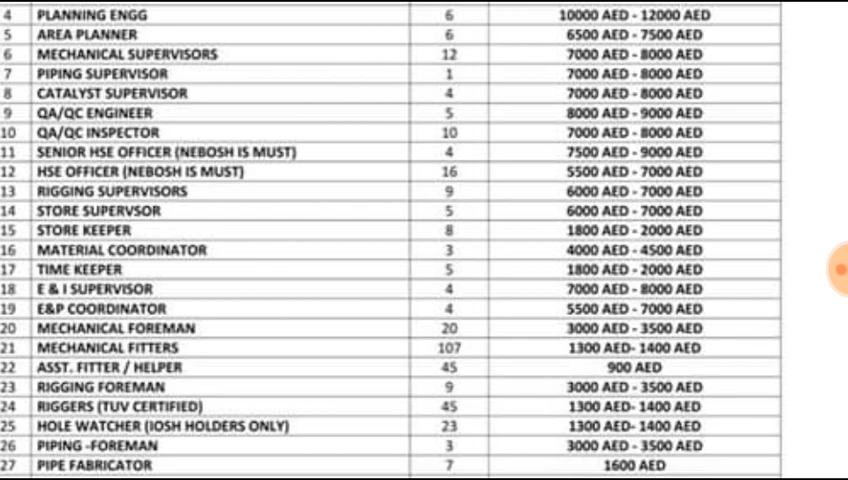 4 PLANNING ENGG 6 10000 AED - 12000 AED
5 AREA PLANNER 6 6500 AED - 7500 AED
6 MECHANICAL SUPERVISORS 12 7000 AED - 8000 AED
7 PIPING SUPERVISOR 1 7000 AED - 8000 AED
8 CATALYST SUPERVISOR 4 7000 AED - 8000 AED
9 QA/QC ENGINEER 5 8000 AED - 9000 AED
10 QA/QC INSPECTOR 10 7000 AED - 8000 AED
11 SENIOR HSE OFFICER (NEBOSH IS MUST) 4 7500 AED - 9000 AED
12 HSE OFFICER (NEBOSH IS MUST) 16 5500 AED - 7000 AED
13 RIGGING SUPERVISORS 9 6000 AED - 7000 AED
14 STORE SUPERVSOR 5 6000 AED - 7000 AED
15 STORE KEEPER 8 1800 AED - 2000 AED
16 MATERIAL COORDINATOR 3 4000 AED - 4500 AED
17 TIME KEEPER 5 1800 AED - 2000 AED
18 E & I SUPERVISOR 4 7000 AED - 8000 AED
19 E&P COORDINATOR 4 5500 AED - 7000 AED
20 MECHANICAL FOREMAN 20 3000 AED - 3500 AED
21 MECHANICAL FITTERS 107 1300 AED- 1400 AED
22 ASST. FITTER / HELPER 45 900 AED
23 RIGGING FOREMAN 9 3000 AED - 3500 AED
24 RIGGERS (TUV CERTIFIED) 45 1300 AED- 1400 AED
25 HOLE WATCHER (IOSH HOLDERS ONLY) 23 1300 AED- 1400 AED
26 PIPING -FOREMAN 3 3000 AED - 3500 AED
27 PIPE FABRICATOR 7 1600 AED